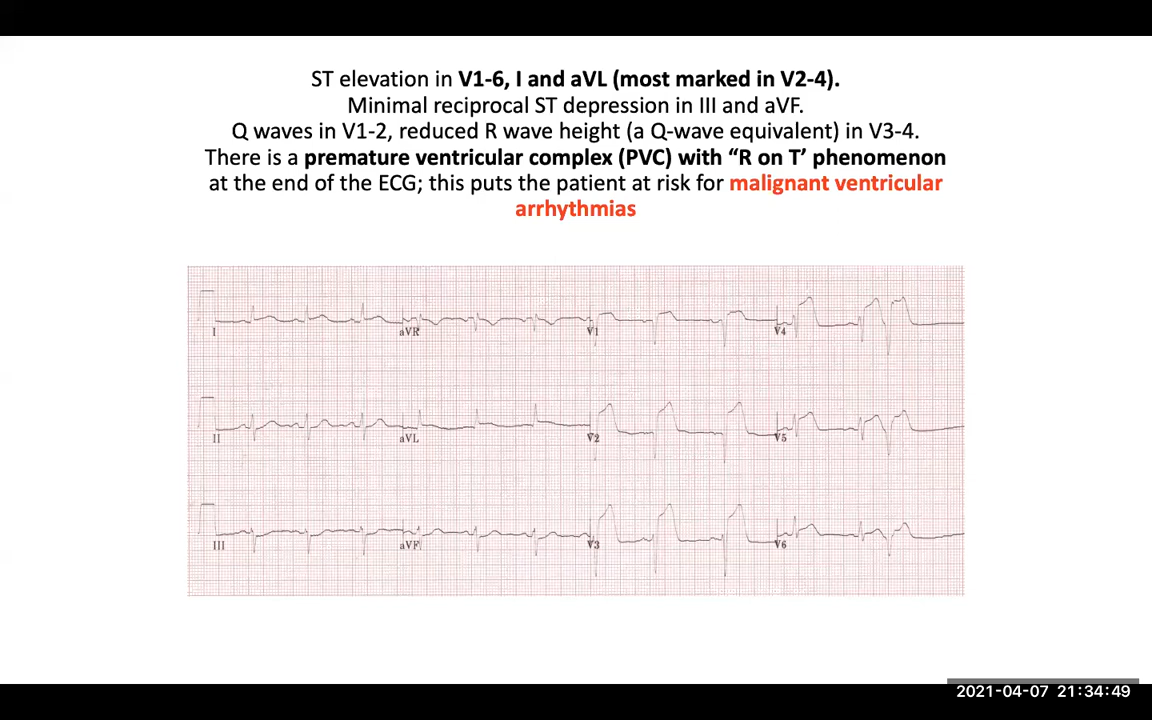 ST elevation in V1-6, I and aVL (most marked in V2-4).
Minimal reciprocal ST depression in III and aVF.
Q waves in V1-2, reduced R wave height (a Q-wave equivalent) in V3-4.
There is a premature ventricular complex (PVC) with “R on T’ phenomenon
at the end of the ECG; this puts the patient at risk for malignant ventricular
arrhythmias
I aVR V1 V4
II aVL V2 V5
III aVF V3 V6
2021-04-07 21:34:49